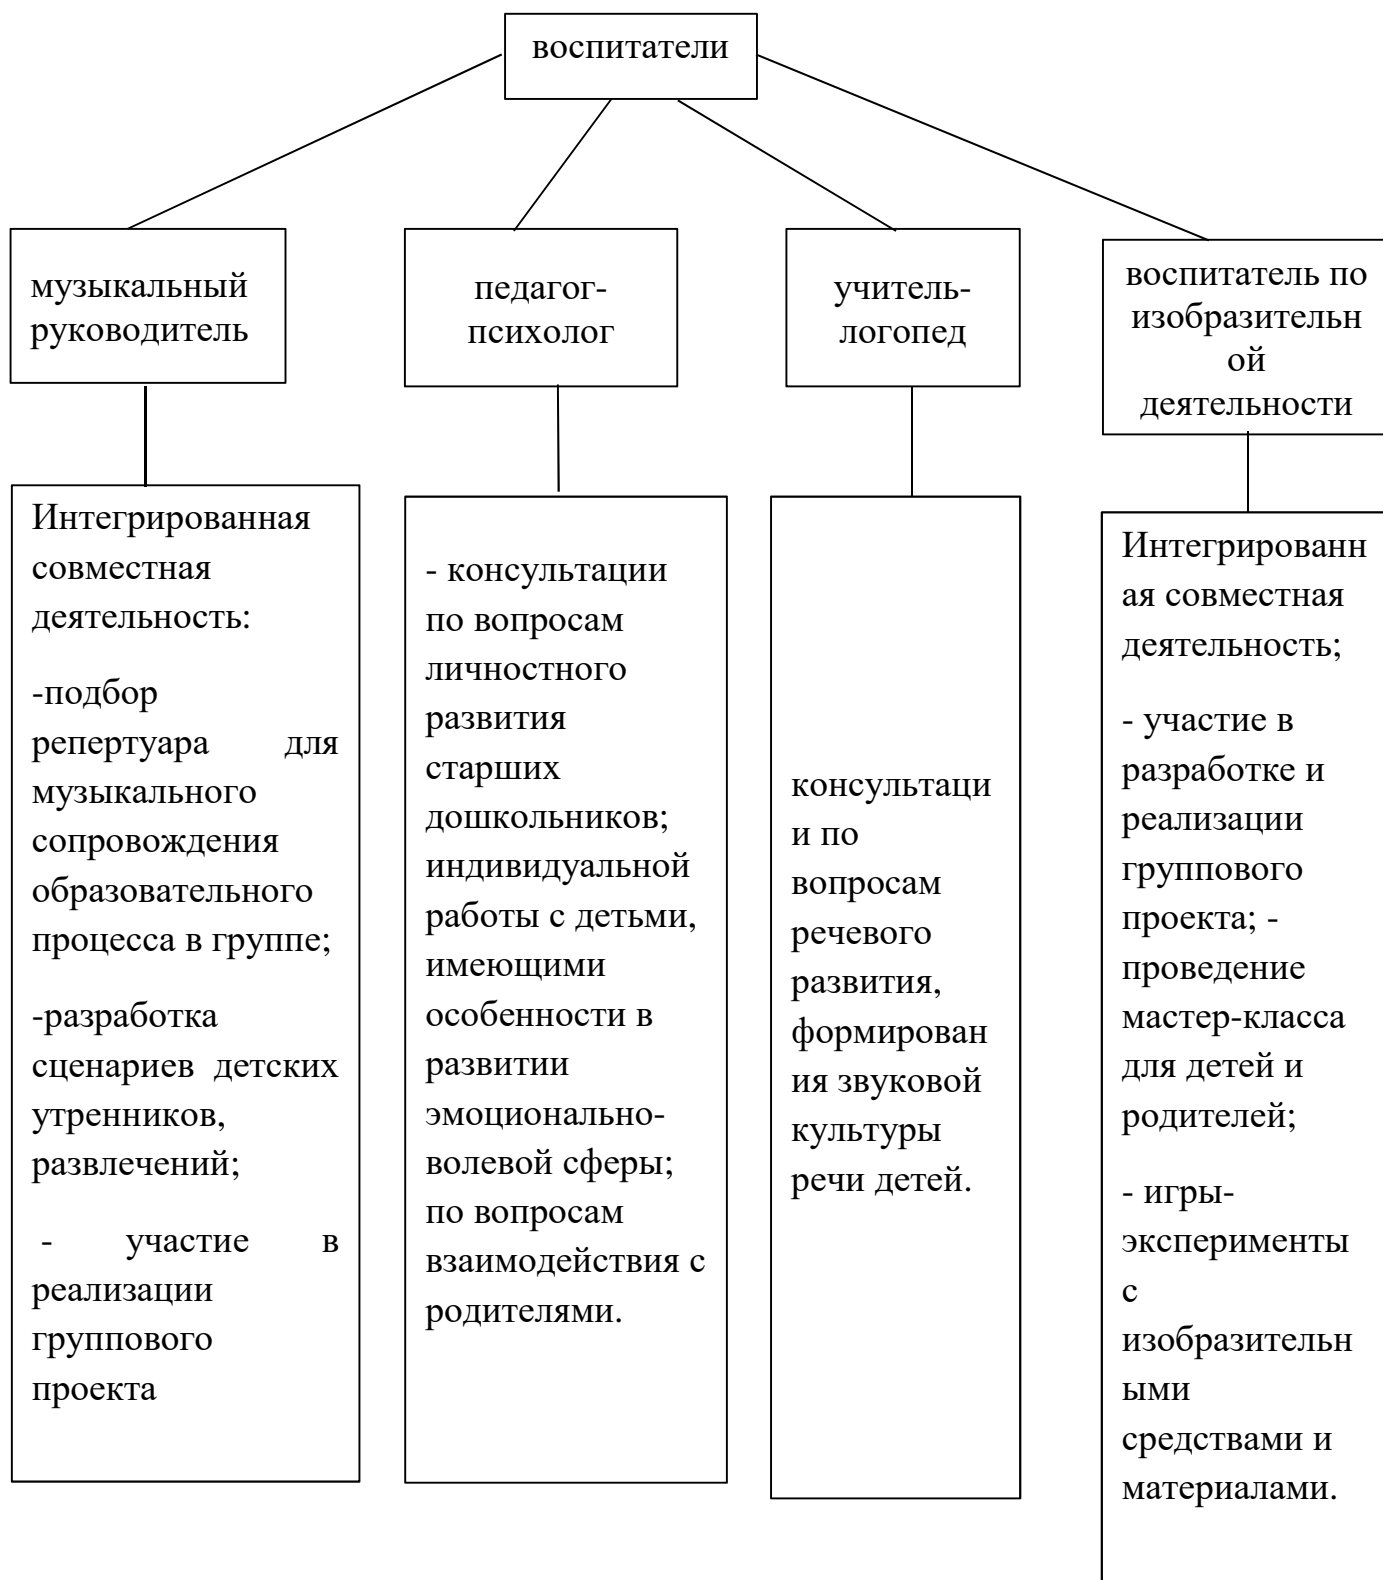 воспитатели
музыкальный
руководитель
педагог-
психолог
учитель-
логопед
воспитатель по
изобразительн
ой
деятельности
Интегрированная
совместная
деятельность:
-подбор
репертуара для
музыкального
сопровождения
образовательного
процесса в группе;
-разработка
сценариев детских
утренников,
развлечений;
- участие в
реализации
группового
проекта
- консультации
по вопросам
личностного
развития
старших
дошкольников;
индивидуальной
работы с детьми,
имеющими
особенности в
развитии
эмоционально-
волевой сферы;
по вопросам
взаимодействия с
родителями.
консультаци
и по
вопросам
речевого
развития,
формирован
ия звуковой
культуры
речи детей.
Интегрированн
ая совместная
деятельность;
- участие в
разработке и
реализации
группового
проекта; -
проведение
мастер-класса
для детей и
родителей;
- игры-
эксперименты
с
изобразительн
ыми
средствами и
материалами.